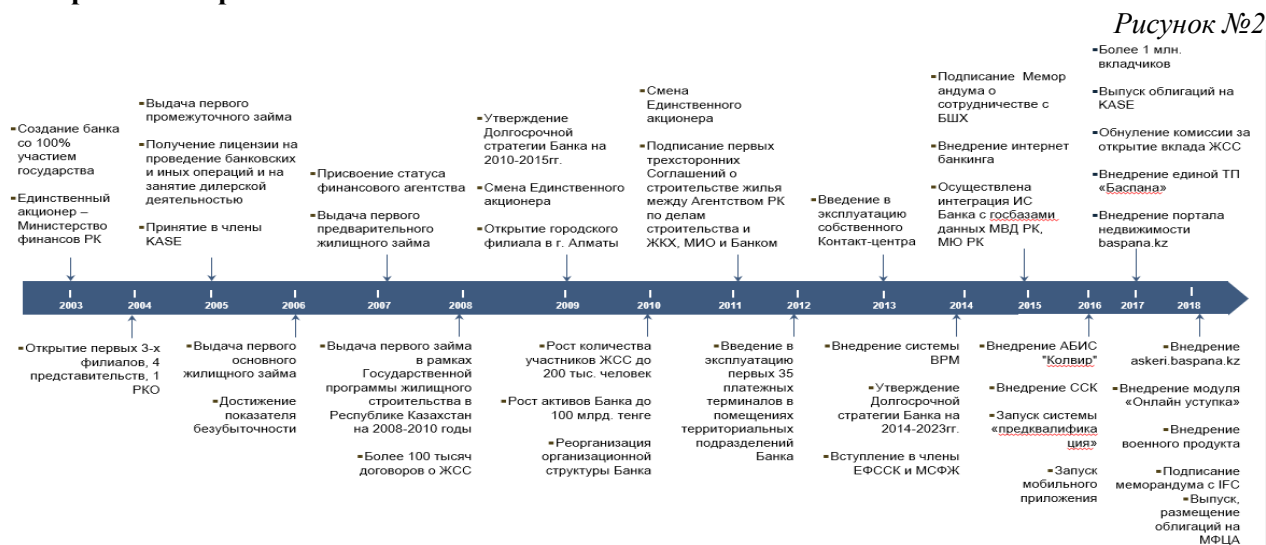 Рисунок №2
-Создание банка
со 100%
участием
государства
-Единственный
акционер –
Министерство
финансов РК
-Выдача первого
промежуточного займа
-Получение лицензии на
проведение банковских
и иных операций и на
занятие дилерской
деятельностью
-Принятие в члены
KASE
-Присвоение статуса
финансового агентства
-Выдача первого
предварительного
жилищного займа
-Утверждение
Долгосрочной
стратегии Банка на
2010-2015гг.
-Смена Единственного
акционера
-Открытие городского
филиала в г. Алматы
-Смена
Единственного
акционера
-Подписание первых
трехсторонних
Соглашений о
строительстве жилья
между Агентством РК
по делам
строительства и
ЖКХ, МИО и Банком
-Введение в
эксплуатацию
собственного
Контакт-центра
-Подписание Мемор
андума о
сотрудничестве с
БШХ
-Внедрение интернет
банкинга
-Осуществлена
интеграция ИС
Банка с госбазами
данных МВД РК,
МЮ РК
-Более 1 млн.
вкладчиков
-Выпуск облигаций на
KASE
-Обнуление комиссии за
открытие вклада ЖСС
-Внедрение единой ТП
«Баспана»
-Внедрение портала
недвижимости
baspana.kz
2003 2004 2005 2006 2007 2008 2009 2010 2011 2012 2013 2014 2015 2016 2017 2018
-Открытие первых 3-х
филиалов, 4
представительств, 1
РКО
-Выдача первого
основного
жилищного займа
-Достижение
показателя
безубыточности
-Выдача первого займа
в рамках
Государственной
программы жилищного
строительства в
Республике Казахстан
на 2008-2010 годы
-Более 100 тысяч
договоров о ЖСС
-Рост количества
участников ЖСС до
200 тыс. человек
-Рост активов Банка до
100 млрд. тенге
-Реорганизация
организационной
структуры Банка
-Введение в
эксплуатацию
первых 35
платежных
терминалов в
помещениях
территориальных
подразделений
Банка
-Внедрение системы
BPM
-Утверждение
Долгосрочной
стратегии Банка на
2014-2023гг.
-Вступление в члены
ЕФССК и МСФЖ
-Внедрение АБИС
"Колвир"
-Внедрение ССК
-Запуск системы
«предквалифика
ция»
-Запуск
мобильного
приложения
-Внедрение
askeri.baspana.kz
-Внедрение модуля
«Онлайн уступка»
-Внедрение
военного продукта
-Подписание
меморандума с IFC
-Выпуск,
размещение
облигаций на
МФЦА